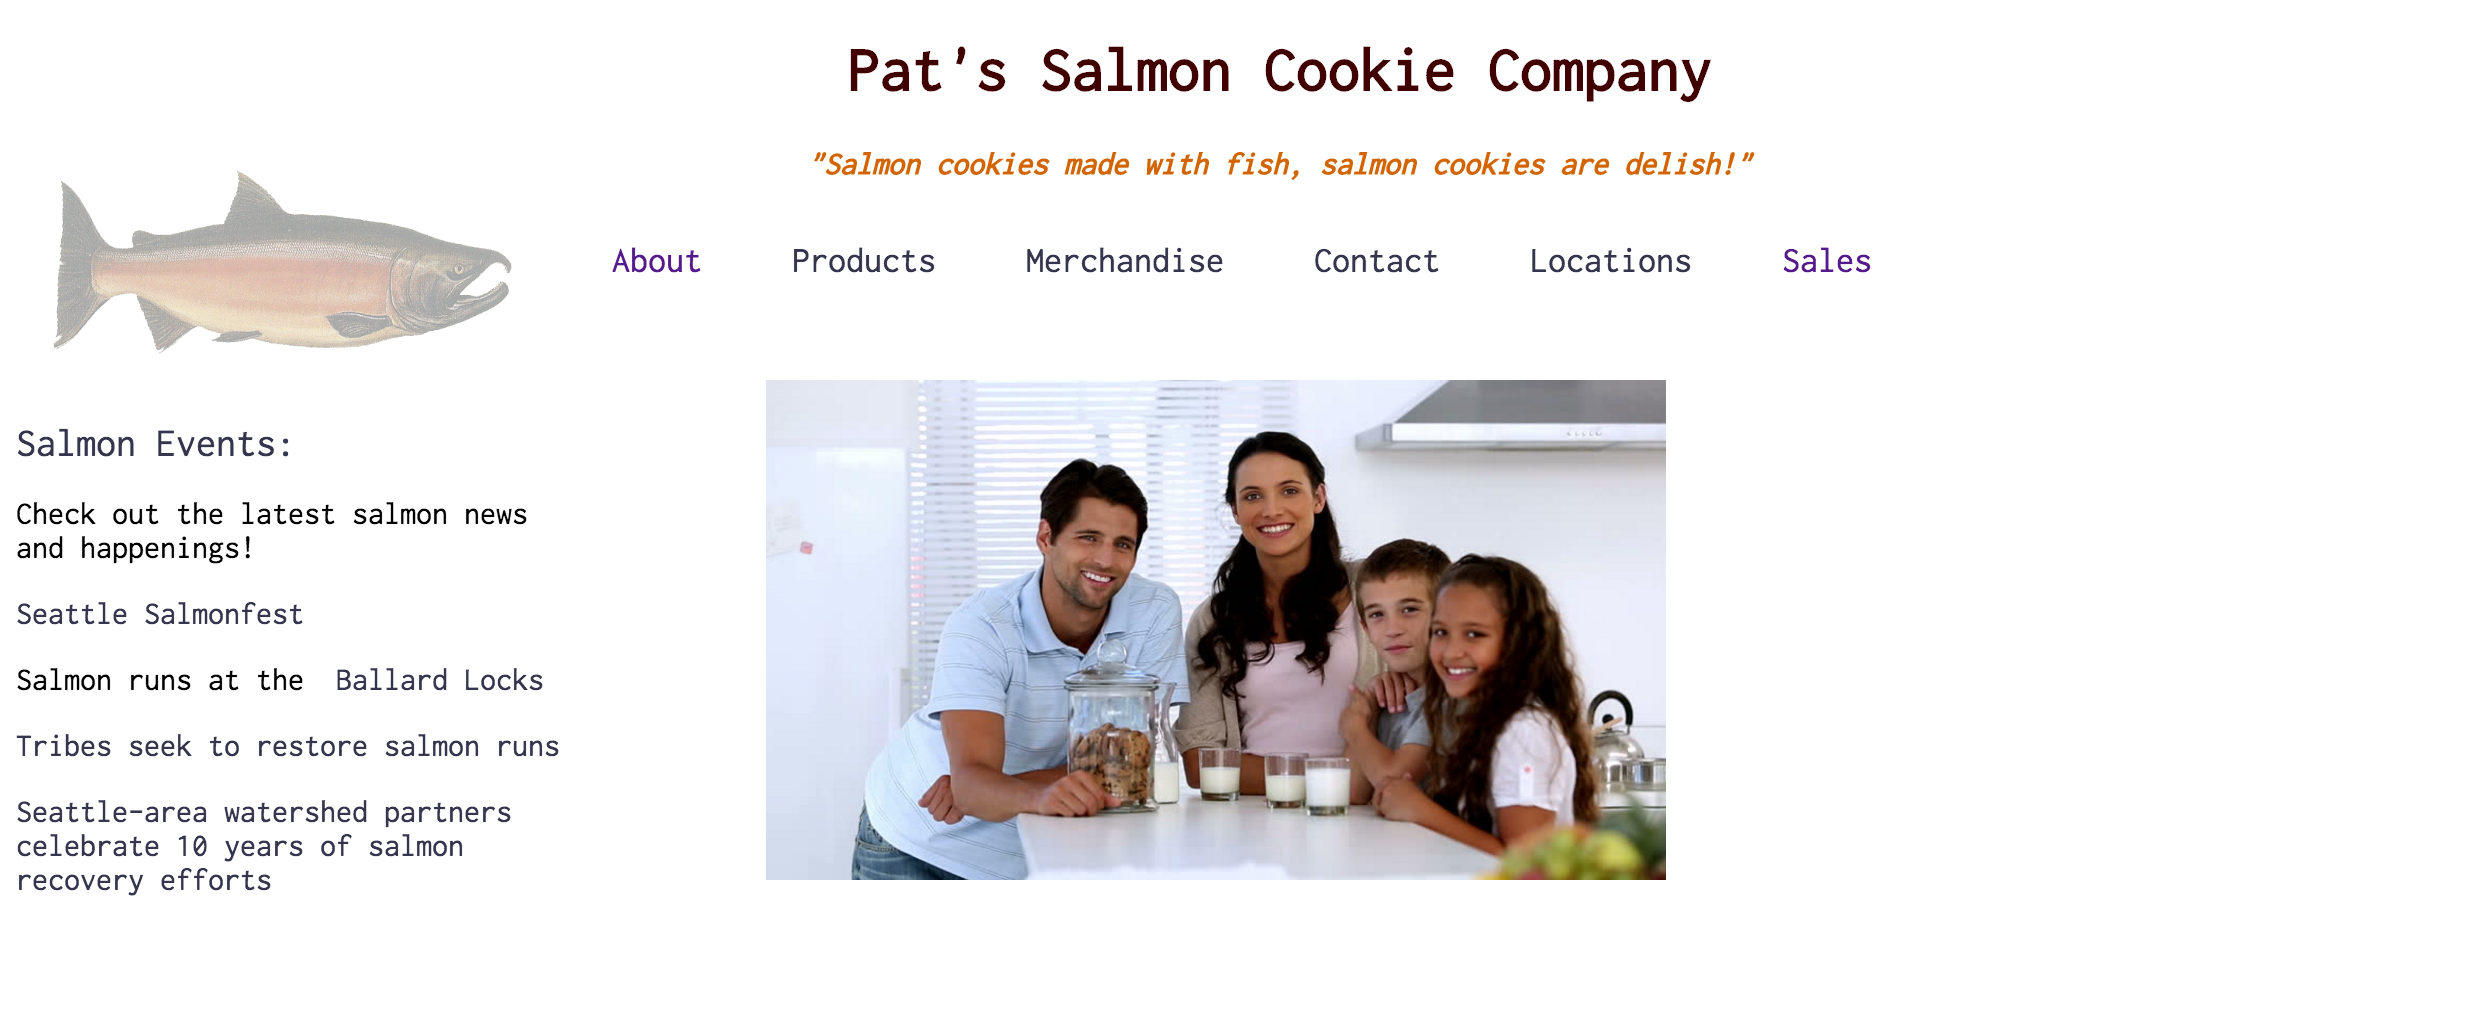 Pat's Salmon Cookie Company
"Salmon cookies made with fish, salmon cookies are delish!"
About Products Merchandise Contact Locations Sales
Salmon Events:
Check out the latest salmon news
and happenings!
Seattle Salmonfest
Salmon runs at the Ballard Locks
Tribes seek to restore salmon runs
Seattle-area watershed partners
celebrate 10 years of salmon
recovery efforts